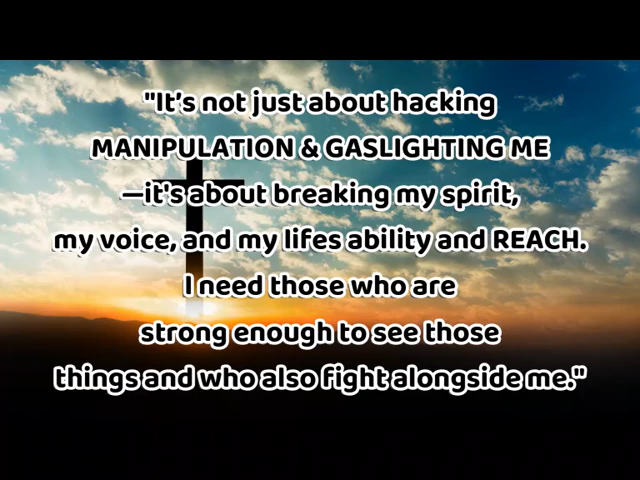 "It’s not just about hacking
MANIPULATION & GASLIGHTING ME
—it's about breaking my spirit,
my voice, and my lifes ability and REACH.
I need those who are
strong enough to see those
things and who also fight alongside me."